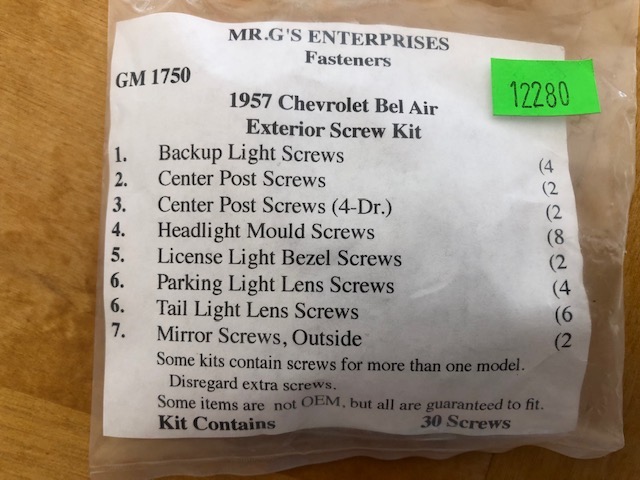 MR.G'S ENTERPRISES
Fasteners
GM 1750
12280
1957 Chevrolet Bel Air
Exterior Screw Kit
1. Backup Light Screws (4
2. Center Post Screws (2
3. Center Post Screws (4-Dr.) (2
4. Headlight Mould Screws (8
5. License Light Bezel Screws (2
6. Parking Light Lens Screws (4
6. Tail Light Lens Screws (6
7. Mirror Screws, Outside (2
Some kits contain screws for more than one model.
Disregard extra screws.
Some items are not OEM, but all are guaranteed to fit.
Kit Contains 30 Screws